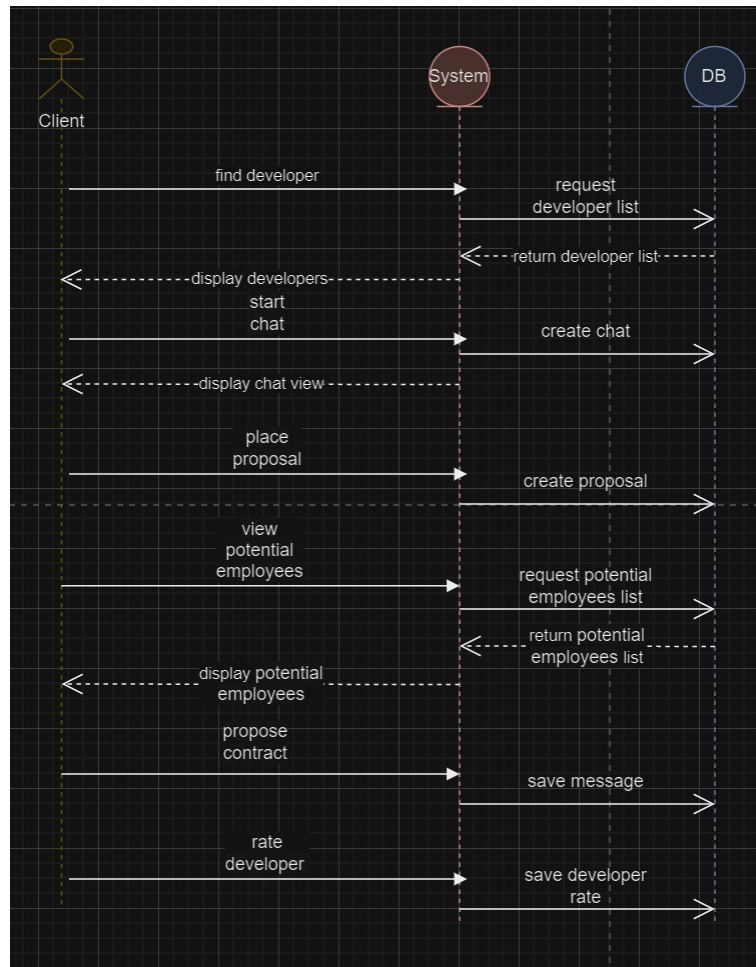 System
DB
Client
find developer
request
developer list
return developer list
display developers
start
chat
create chat
display chat view
place
proposal
create proposal
view
potential
employees
request potential
employees list
return potential
employees list
display potential
employees
propose
contract
save message
rate
developer
save developer
rate